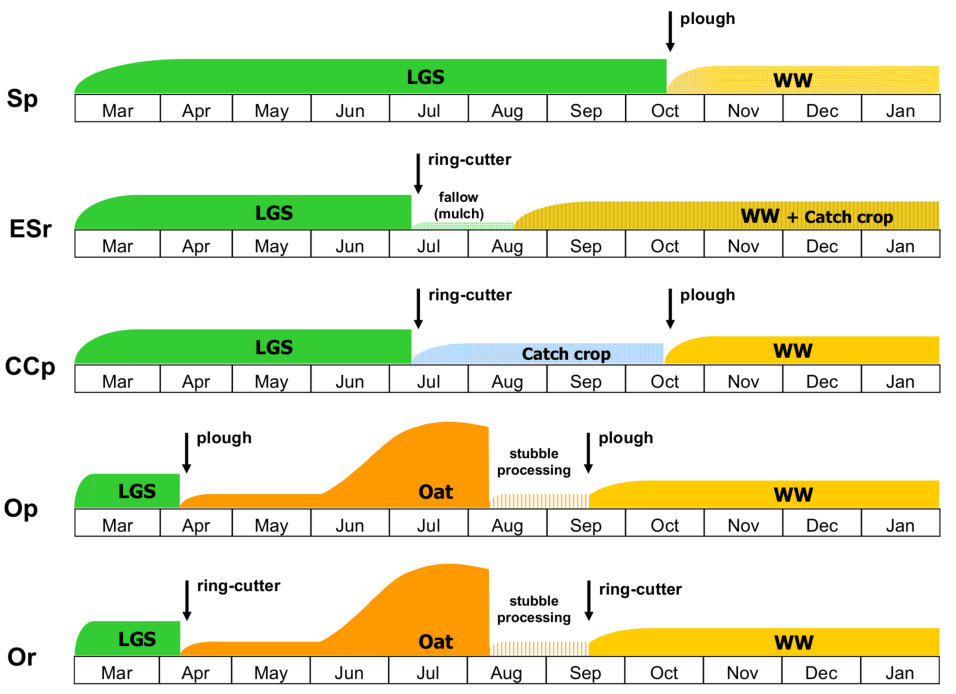 plough
LGS
WW
Sp
Mar Apr May Jun Jul Aug Sep Oct Nov Dec Jan
ring-cutter
fallow
(mulch)
LGS
WW + Catch crop
ESr
Mar Apr May Jun Jul Aug Sep Oct Nov Dec Jan
ring-cutter plough
LGS
Catch crop
WW
CCp
Mar Apr May Jun Jul Aug Sep Oct Nov Dec Jan
plough plough
stubble
processing
LGS Oat WW
Op
Mar Apr May Jun Jul Aug Sep Oct Nov Dec Jan
ring-cutter ring-cutter
stubble
processing
LGS Oat WW
Or
Mar Apr May Jun Jul Aug Sep Oct Nov Dec Jan